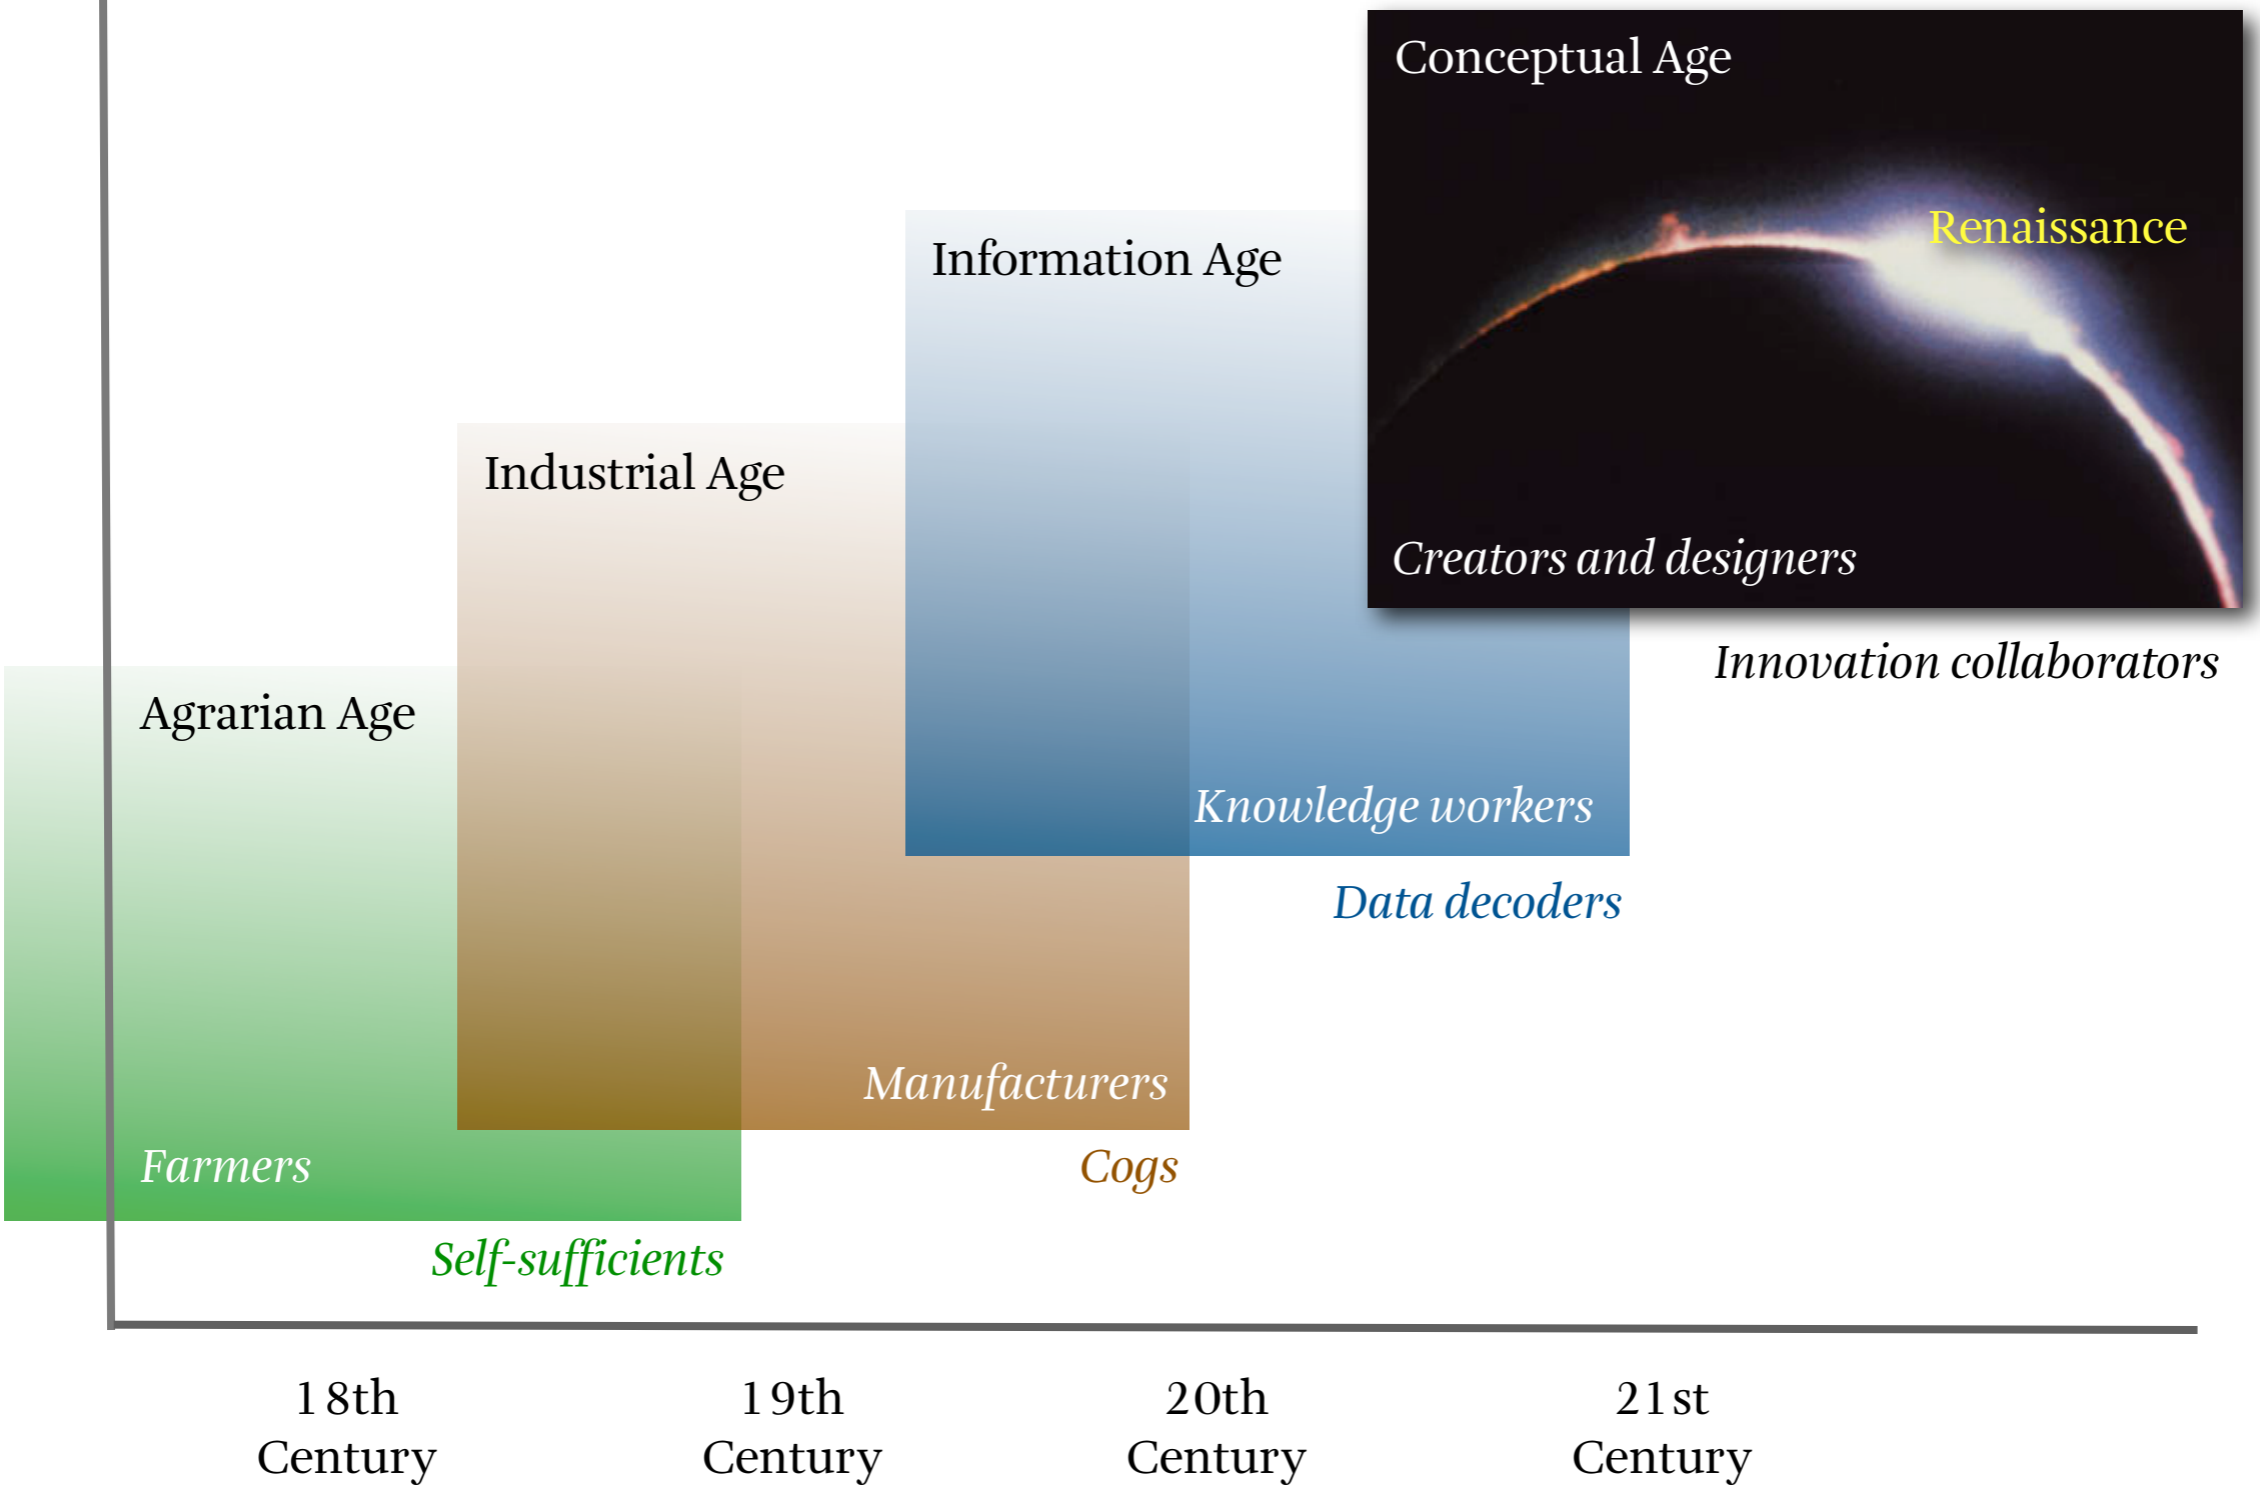 Conceptual Age
Renaissance
Creators and designers
Innovation collaborators
Information Age
Knowledge workers
Data decoders
Industrial Age
Manufacturers
Cogs
Agrarian Age
Farmers
Self-sufficients
18th
Century
19th
Century
20th
Century
21st
Century